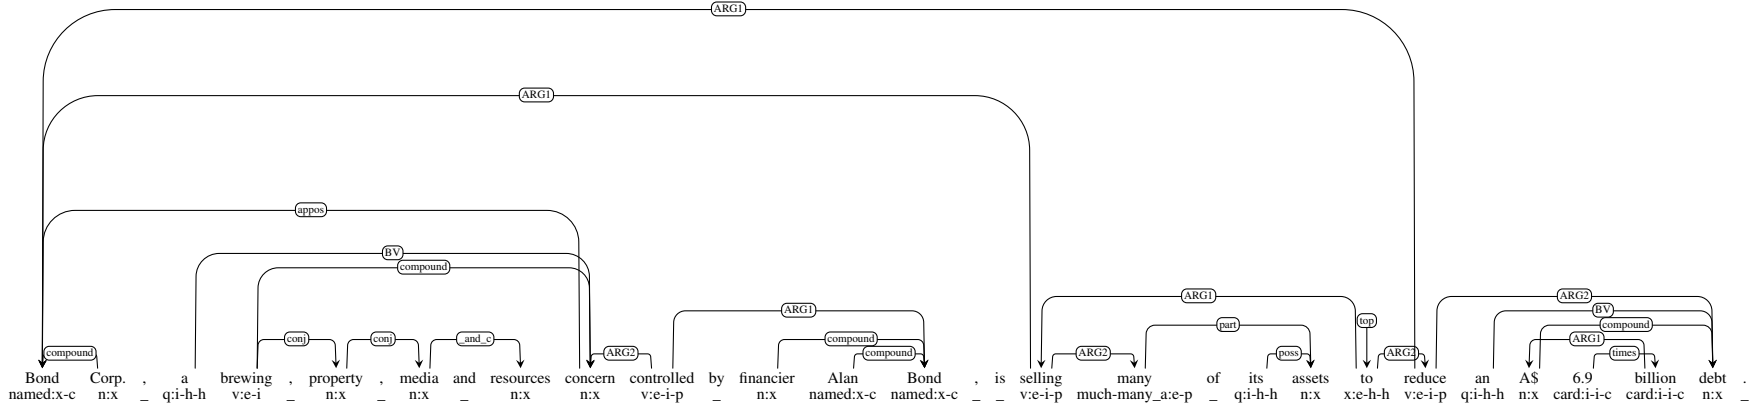 ARG1
ARG1
appos
BV
compound
ARG1 ARG2
ARG1 BV
top
part compound
conj conj _and_c compound ARG1
compound ARG2 compound ARG2 poss ARG2 times
Bond Corp. , a brewing , property , media and resources concern controlled by financier Alan Bond , is selling many of its assets to reduce an A$ 6.9 billion debt .
named:x-c n:x _ q:i-h-h v:e-i _ n:x _ n:x _ n:x n:x v:e-i-p _ n:x named:x-c named:x-c _ _ v:e-i-p much-many_a:e-p _ q:i-h-h n:x x:e-h-h v:e-i-p q:i-h-h n:x card:i-i-c card:i-i-c n:x _